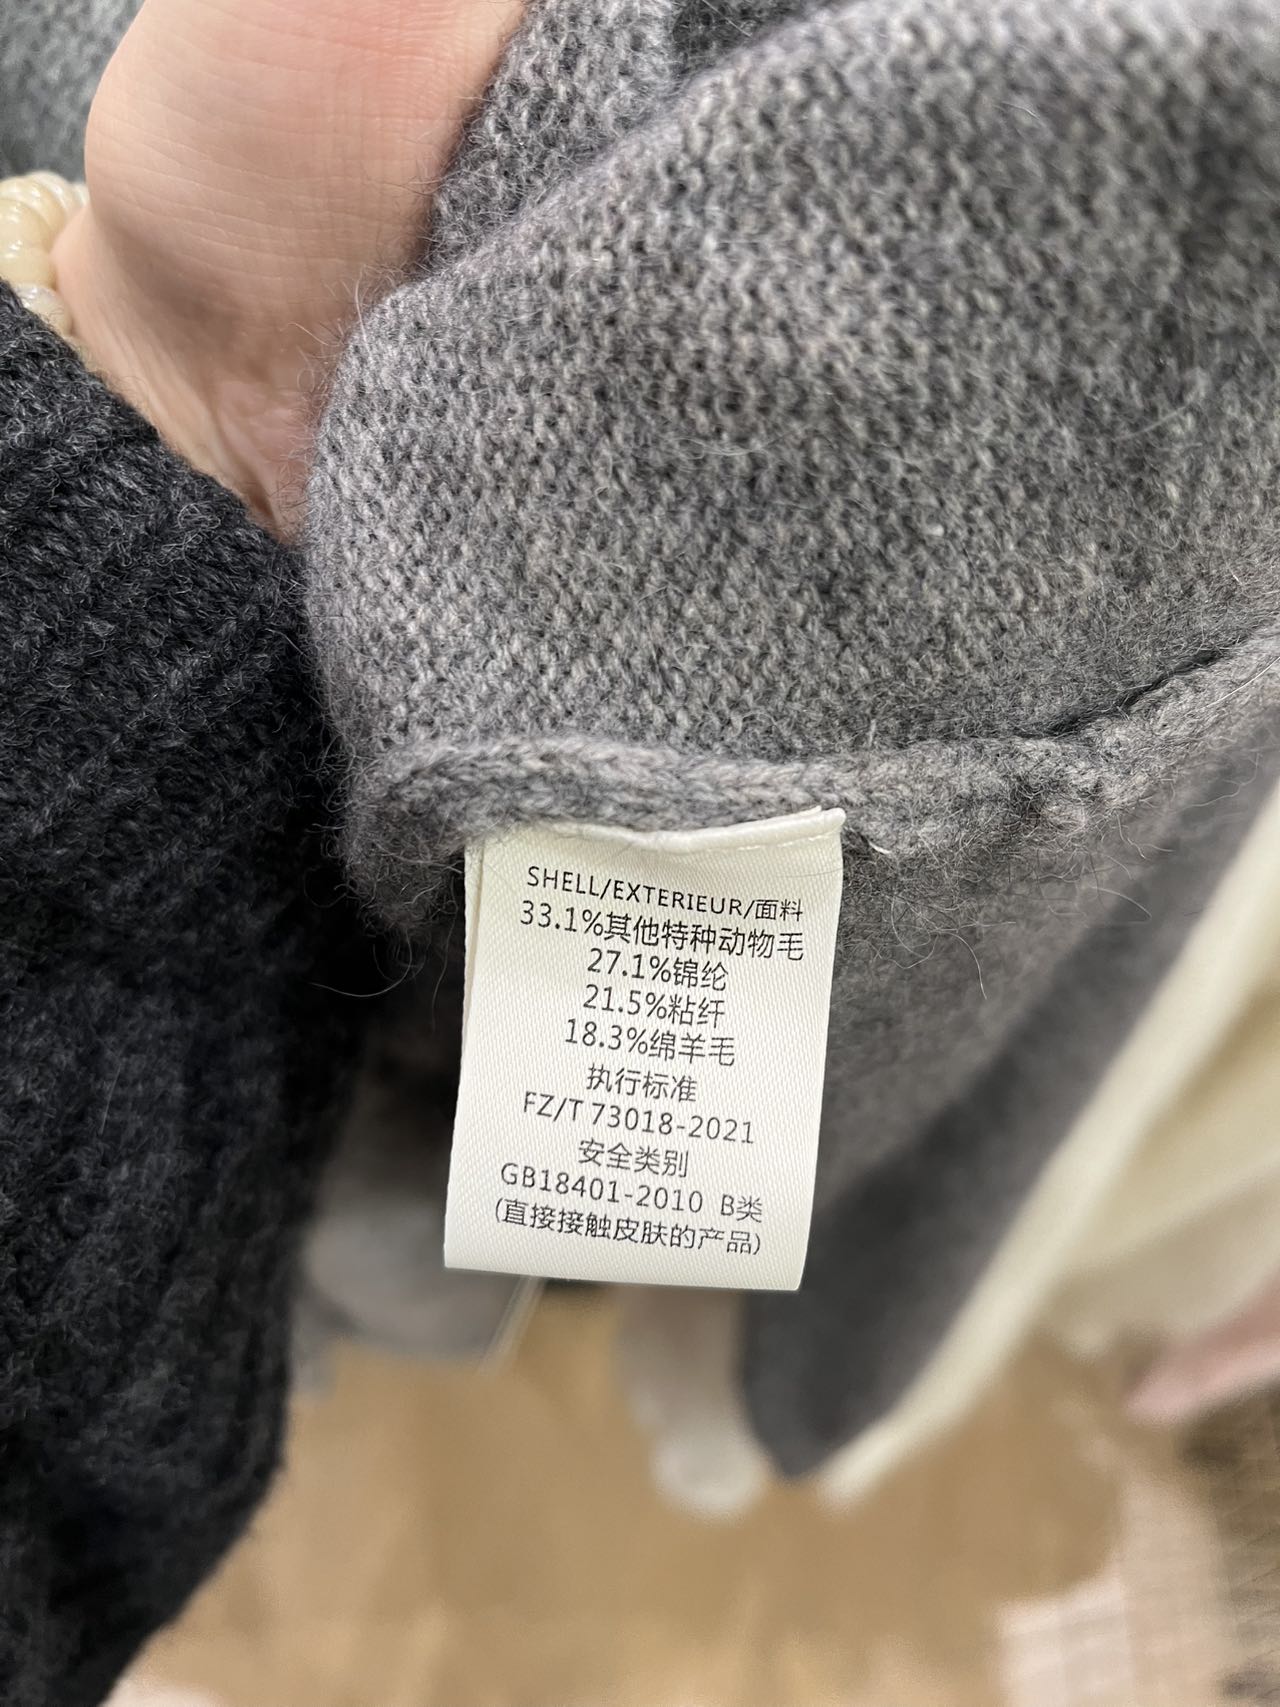 SHELL/EXTERIEUR/面料
33.1%其他特种动物毛
27.1%锦纶
21.5%粘纤
18.3%绵羊毛
执行标准
FZ/T 73018-2021
安全类别
GB18401-2010 B类
(直接接触皮肤的产品)